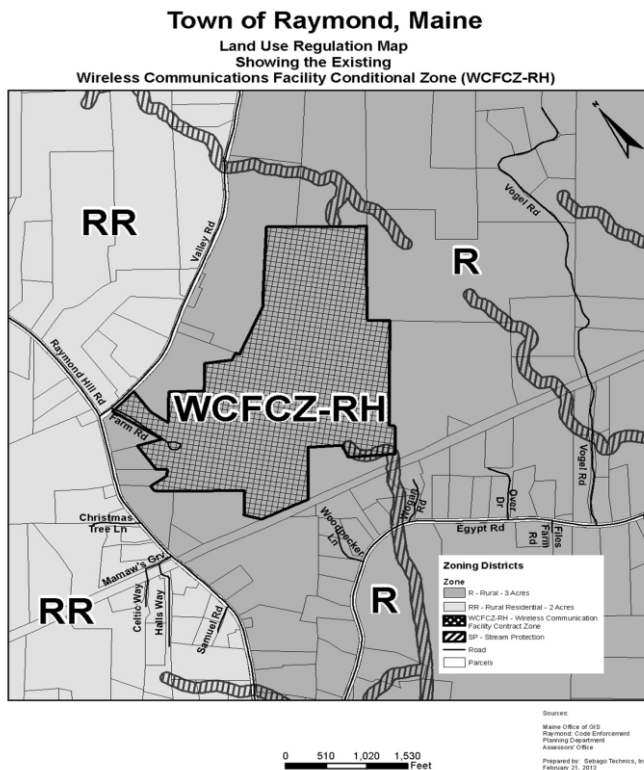 Town of Raymond, Maine
Land Use Regulation Map
Showing the Existing
Wireless Communications Facility Conditional Zone (WCFCZ-RH)
N
RR
Valley Rd
R
Vogel Rd
Raymond Hill Rd
Farm Rd
WCFCZ-RH
Vogel Rd
Christmas
Tree Ln
Mamaw's Grv
Woodpecker
Ln
Wogan
Rd
Over
Dr
Egypt Rd
Files
Farm
Rd
RR
Celtic Way
Halls Way
Samuel Rd
R
Zoning Districts
Zone
R - Rural - 3 Acres
RR - Rural Residential - 2 Acres
WCFCZ-RH - Wireless Communication
Facility Contract Zone
SP - Stream Protection
Road
Parcels
0 510 1,020 1,530
Feet
Sources:
Maine Office of GIS
Raymond: Code Enforcement
Planning Department
Assessors' Office
Prepared by: Sebago Technics, In
February 21, 2013